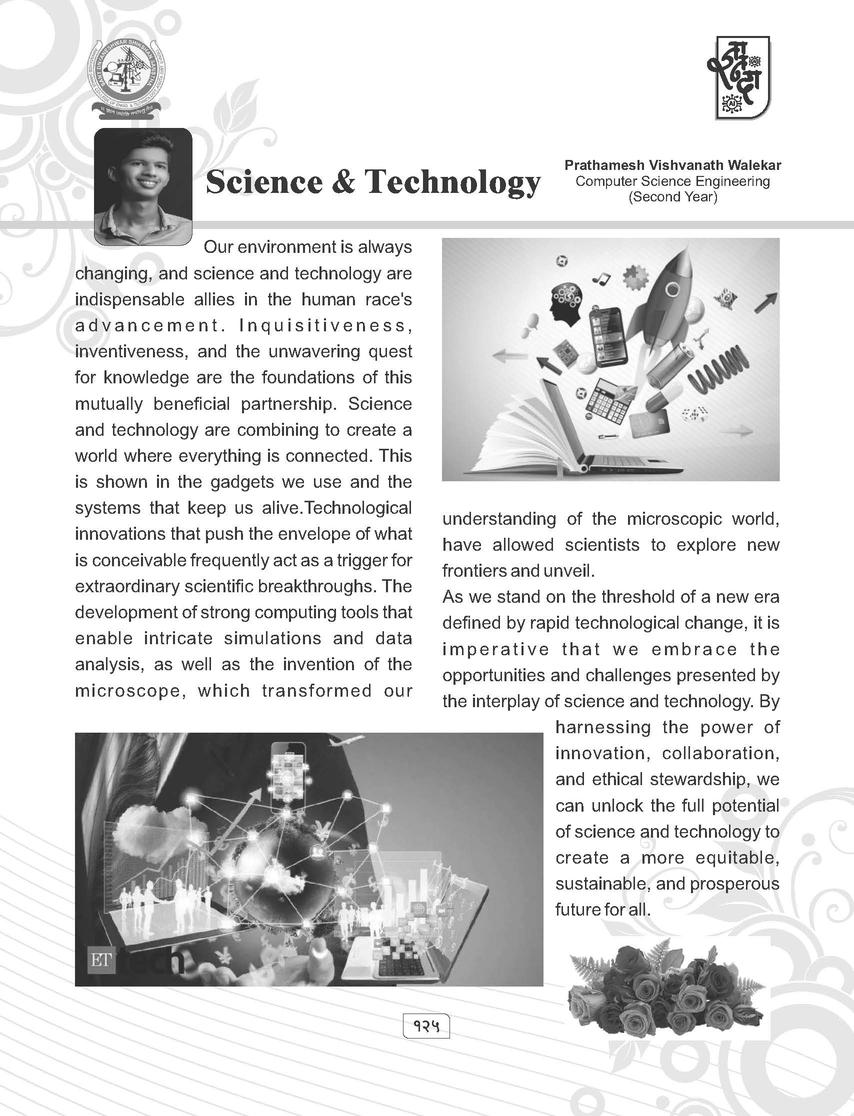 Science & Technology
Prathamesh Vishvanath Walekar
Computer Science Engineering
(Second Year)
Our environment is always
changing, and science and technology are
indispensable allies in the human race's
advancement. Inquisitiveness,
inventiveness, and the unwavering quest
for knowledge are the foundations of this
mutually beneficial partnership. Science
and technology are combining to create a
world where everything is connected. This
is shown in the gadgets we use and the
systems that keep us alive.Technological
innovations that push the envelope of what
is conceivable frequently act as a trigger for
extraordinary scientific breakthroughs. The
development of strong computing tools that
enable intricate simulations and data
analysis, as well as the invention of the
microscope, which transformed our
understanding of the microscopic world,
have allowed scientists to explore new
frontiers and unveil.
As we stand on the threshold of a new era
defined by rapid technological change, it is
imperative that we embrace the
opportunities and challenges presented by
the interplay of science and technology. By
harnessing the power of
innovation, collaboration,
and ethical stewardship, we
can unlock the full potential
of science and technology to
create a more equitable,
sustainable, and prosperous
future for all.
ET tech
१२५